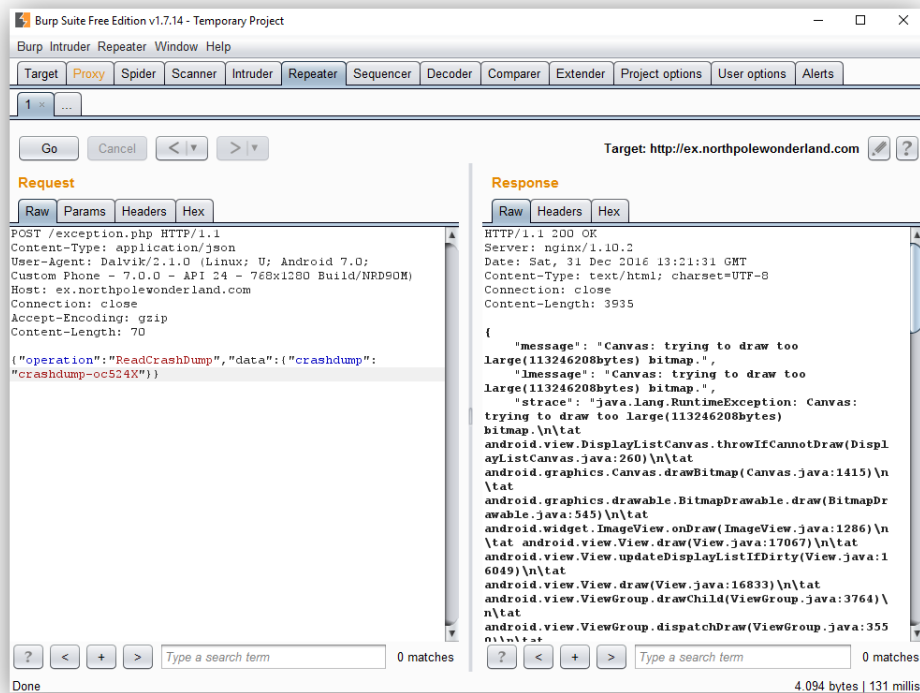 Burp Suite Free Edition v1.7.14 - Temporary Project
Burp Intruder Repeater Window Help
Target Proxy Spider Scanner Intruder Repeater Sequencer Decoder Comparer Extender Project options User options Alerts
1 × ...
Go Cancel < > Target: http://ex.northpolewonderland.com ?
Request
Raw Params Headers Hex
POST /exception.php HTTP/1.1
Content-Type: application/json
User-Agent: Dalvik/2.1.0 (Linux; U; Android 7.0;
Custom Phone - 7.0.0 - API 24 - 768x1280 Build/NRD90M)
Host: ex.northpolewonderland.com
Connection: close
Accept-Encoding: gzip
Content-Length: 70
{"operation":"ReadCrashDump","data":{"crashdump":
"crashdump-oc524X"}}
? < + > Type a search term 0 matches
Response
Raw Headers Hex
HTTP/1.1 200 OK
Server: nginx/1.10.2
Date: Sat, 31 Dec 2016 13:21:31 GMT
Content-Type: text/html; charset=UTF-8
Connection: close
Content-Length: 3935
{
"message": "Canvas: trying to draw too
large(113246208bytes) bitmap.",
"lmessage": "Canvas: trying to draw too
large(113246208bytes) bitmap.",
"strace": "java.lang.RuntimeException: Canvas:
trying to draw too large(113246208bytes)
bitmap.\n\tat
android.view.DisplayListCanvas.throwIfCannotDraw(Displ
ayListCanvas.java:260)\n\tat
android.graphics.Canvas.drawBitmap(Canvas.java:1415)\n
\tat
android.graphics.drawable.BitmapDrawable.draw(BitmapDr
awable.java:545)\n\tat
android.widget.ImageView.onDraw(ImageView.java:1286)\n
\tat android.view.View.draw(View.java:17067)\n\tat
android.view.View.updateDisplayListIfDirty(View.java:1
6049)\n\tat
android.view.View.draw(View.java:16833)\n\tat
android.view.ViewGroup.drawChild(ViewGroup.java:3764)\
n\tat
android.view.ViewGroup.dispatchDraw(ViewGroup.java:355
0)\n\tat
? < + > Type a search term 0 matches
Done
4.094 bytes | 131 millis